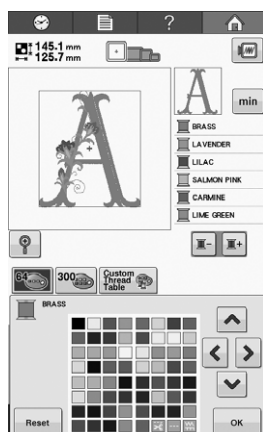 ?
145.1 mm
125.7 mm
A
A
min
BRASS
LAVENDER
LILAC
SALMON PINK
CARMINE
LIME GREEN
- +
64
300
Custom
Thread
Table
BRASS
Reset
OK